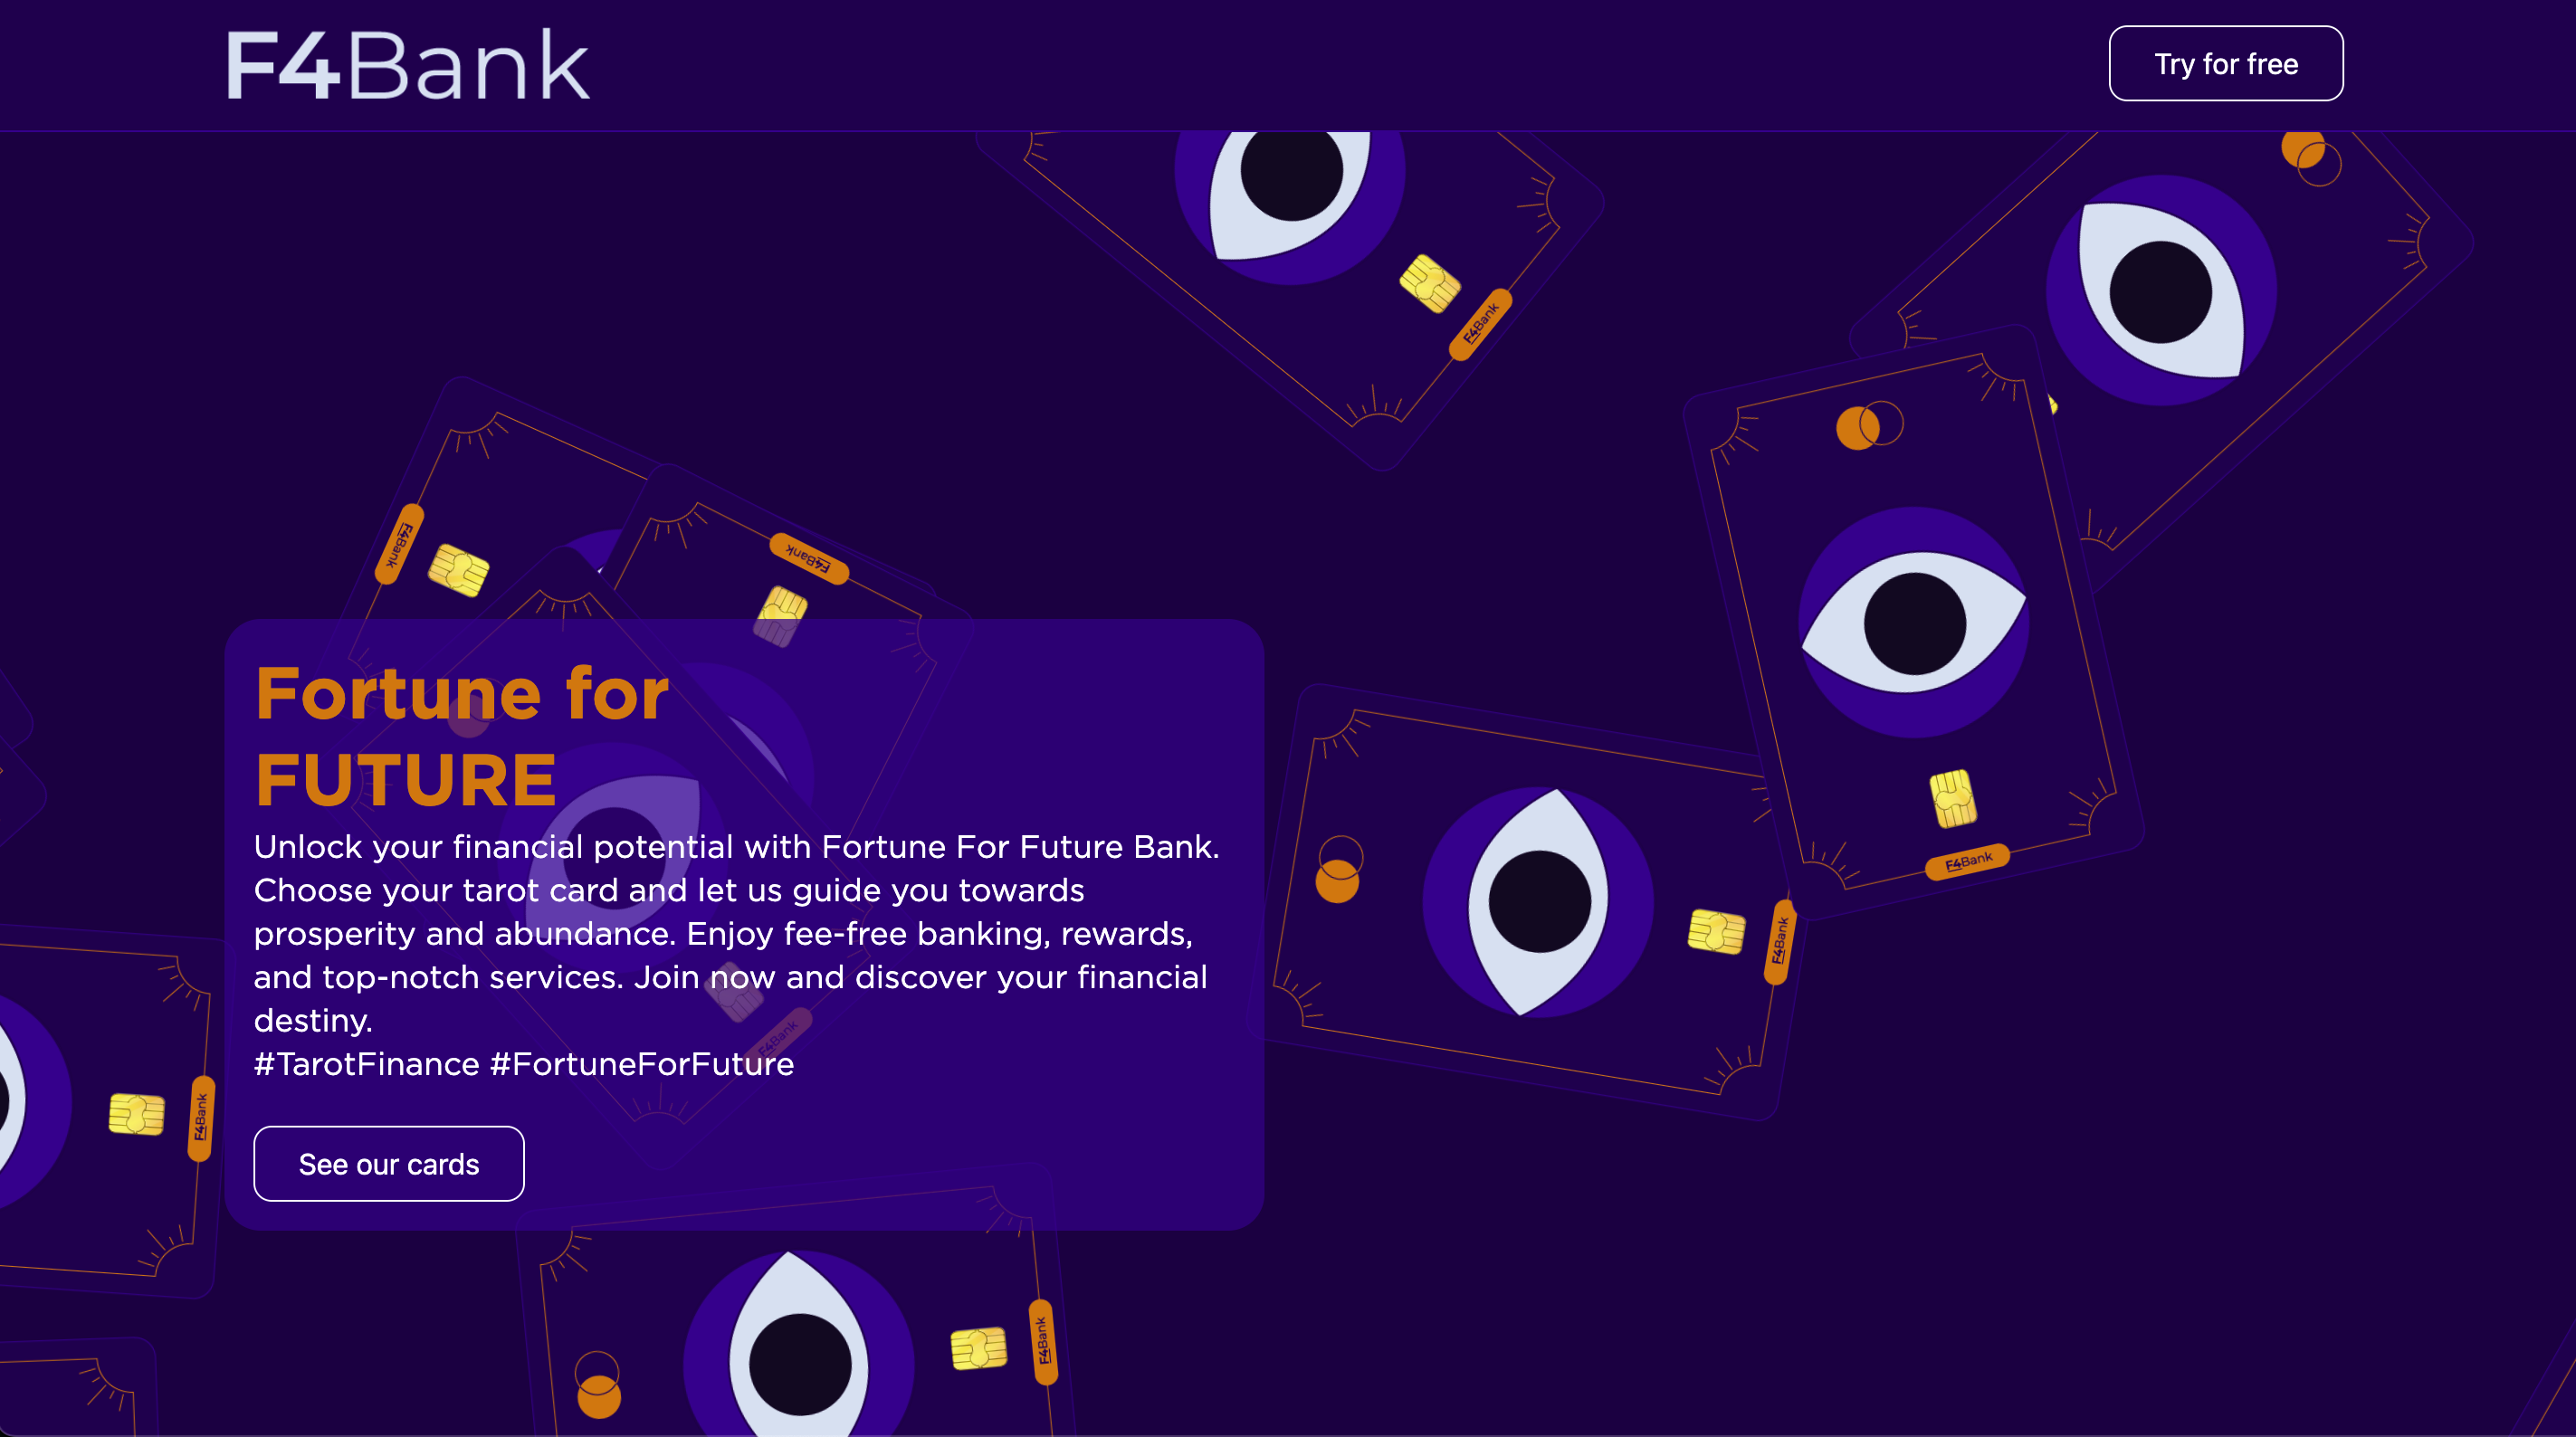 F4Bank
Try for free
F4Bank
F4Bank
F4Bank
Fortune for
FUTURE
Unlock your financial potential with Fortune For Future Bank.
Choose your tarot card and let us guide you towards
prosperity and abundance. Enjoy fee-free banking, rewards,
and top-notch services. Join now and discover your financial
destiny.
#TarotFinance #FortuneForFuture
See our cards
F4Bank
F4Bank
F4Bank
F4Bank
F4Bank